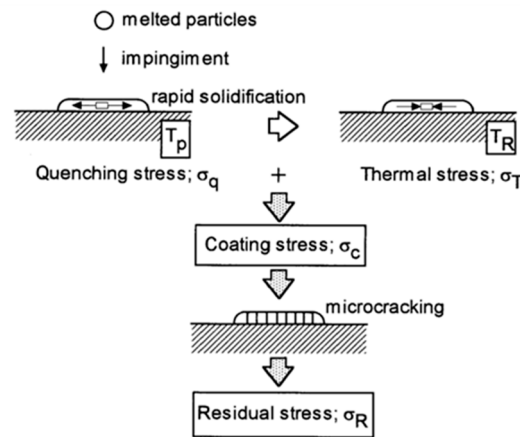 melted particles
impingiment
rapid solidification
Tp
TR
Quenching stress; σq
+
Thermal stress; σT
Coating stress; σc
microcracking
Residual stress; σR